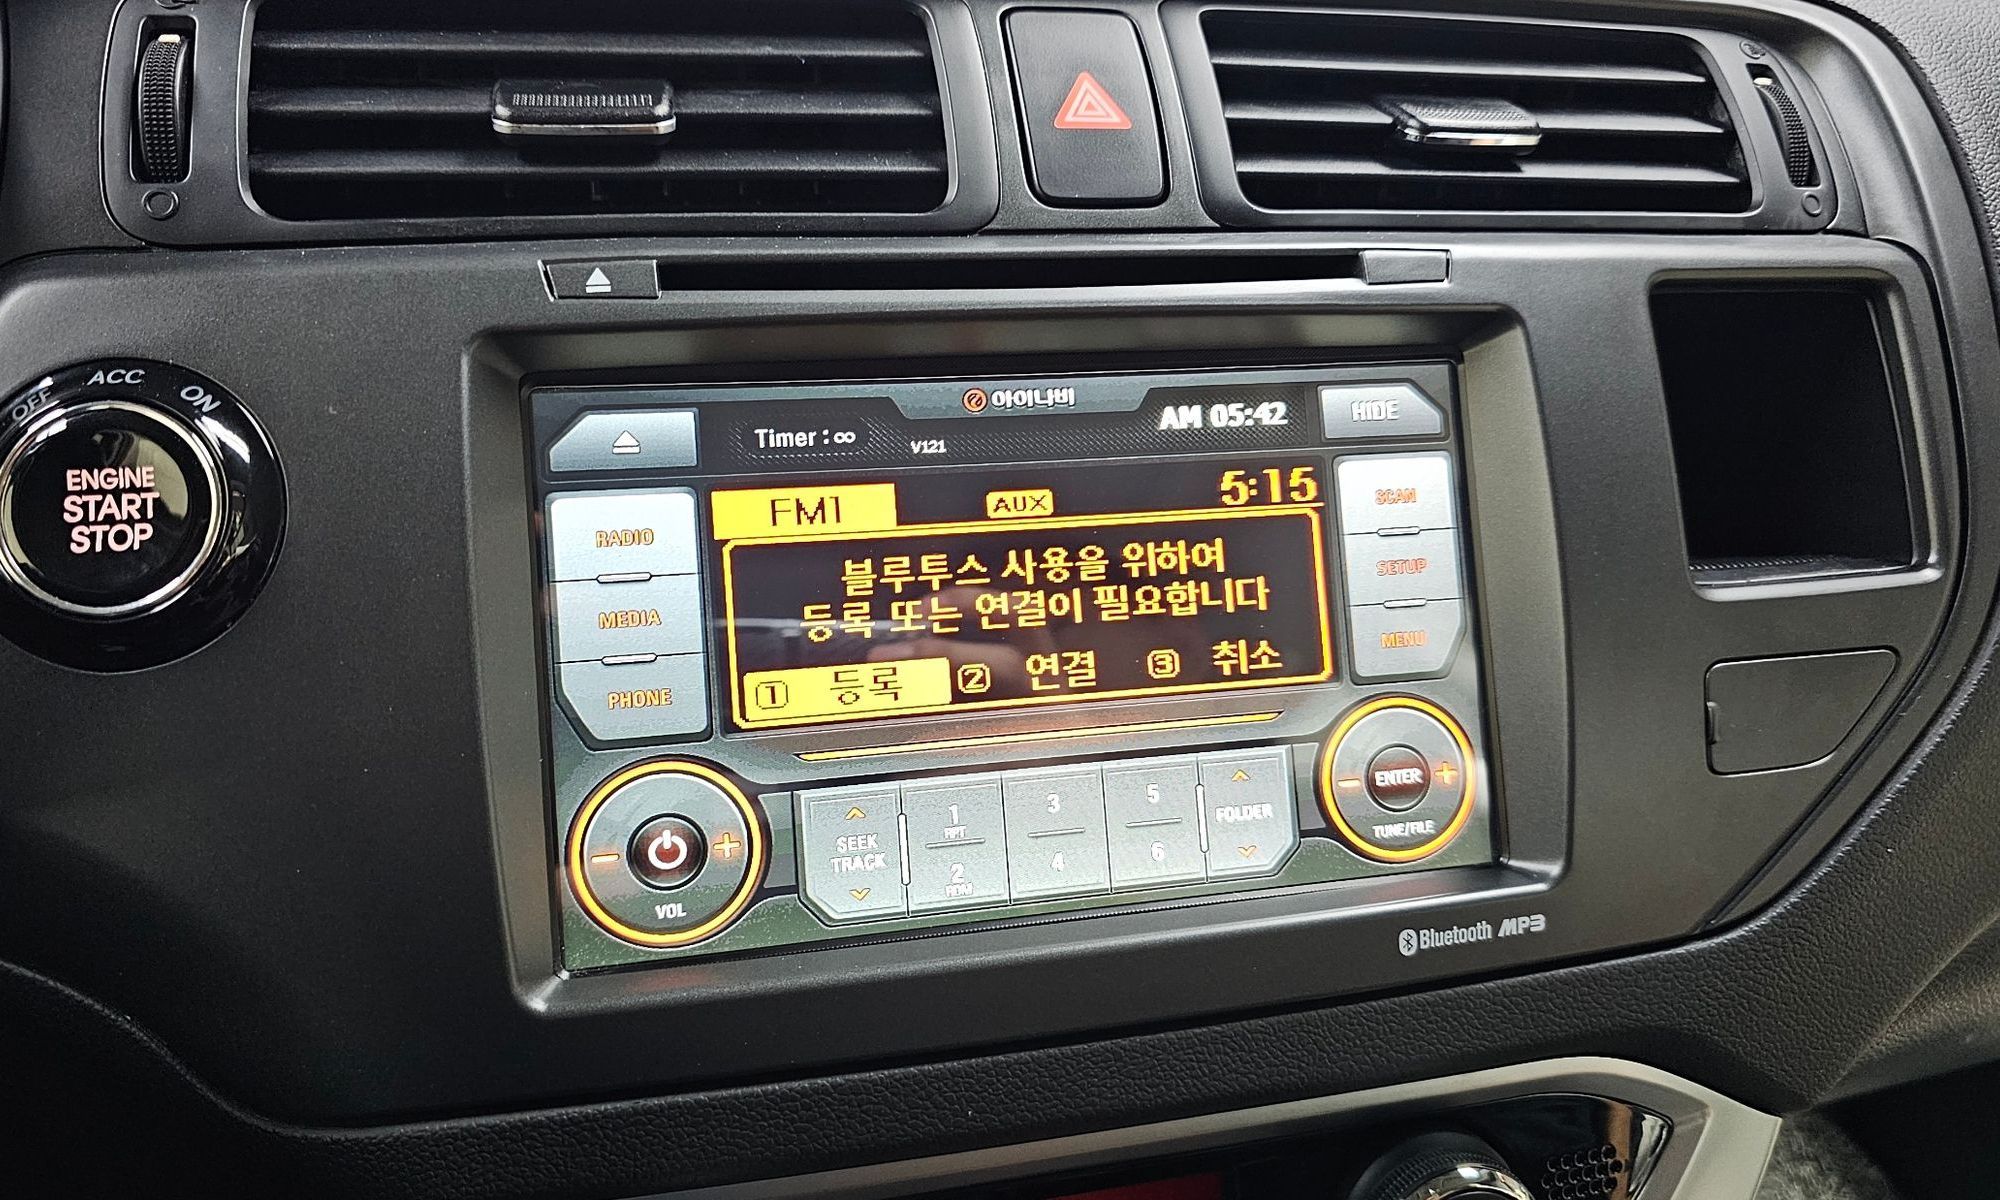 OFF ACC ON
ENGINE
START
STOP
아이나비
Timer : ∞
V121
AM 05:42
HIDE
FM1
AUX
5:15
블루투스 사용을 위하여
등록 또는 연결이 필요합니다
1 등록 2 연결 3 취소
RADIO
MEDIA
PHONE
SCAN
SETUP
MENU
- +
VOL
SEEK
TRACK
1
RPT
2
RDM
3
4
5
6
FOLDER
- ENTER +
TUNE/FILE
Bluetooth MP3